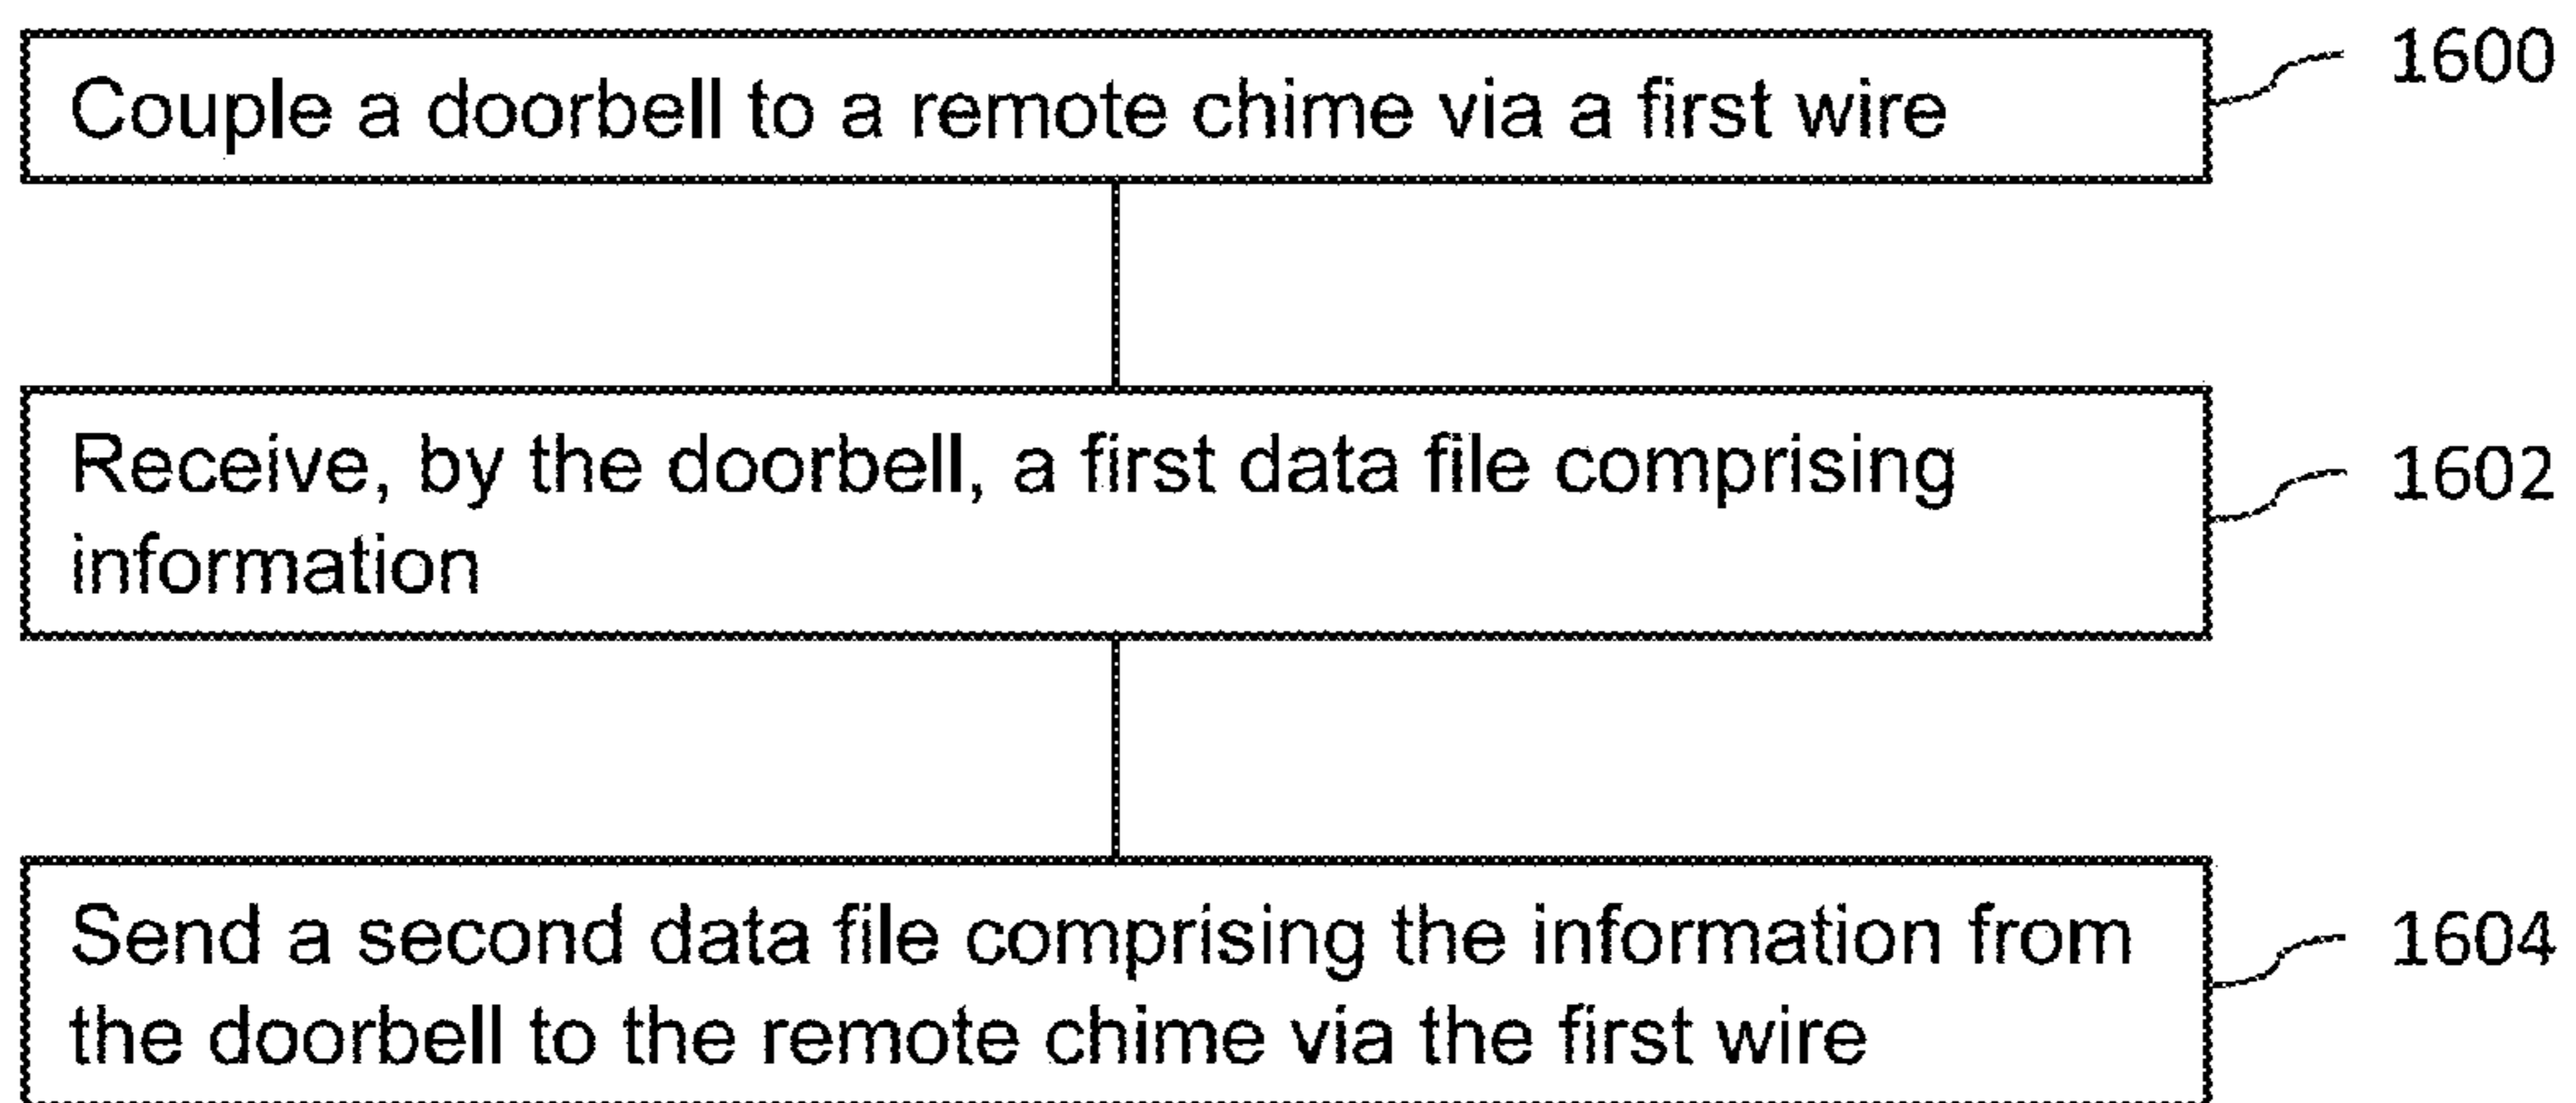 Couple a doorbell to a remote chime via a first wire
1600
Receive, by the doorbell, a first data file comprising
information
1602
Send a second data file comprising the information from
the doorbell to the remote chime via the first wire
1604